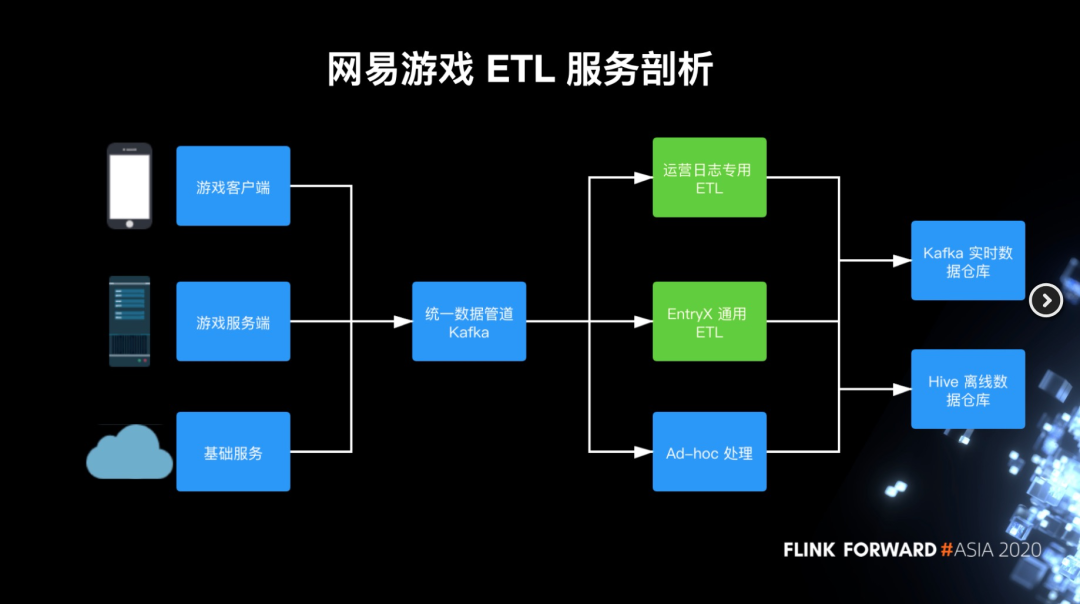 网易游戏 ETL 服务剖析
游戏客户端
游戏服务端
基础服务
统一数据管道
Kafka
运营日志专用
ETL
EntryX 通用
ETL
Ad-hoc 处理
Kafka 实时数
据仓库
Hive 离线数
据仓库
FLINK FORWARD #ASIA 2020